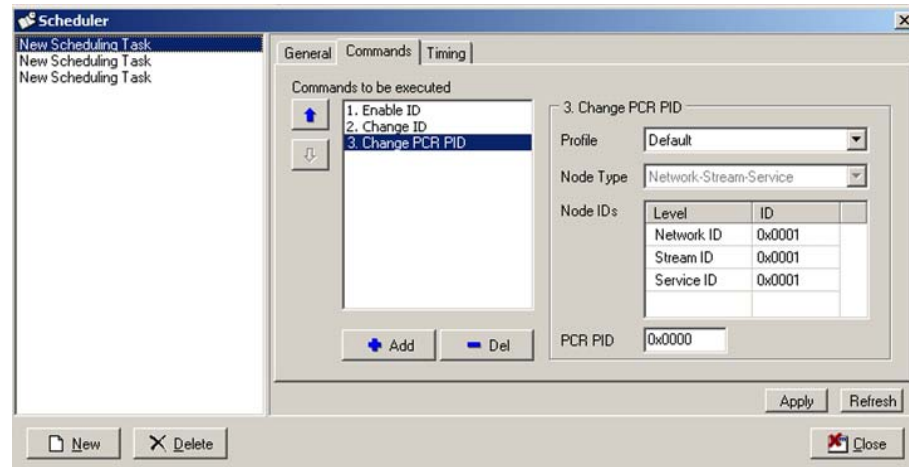 Scheduler
New Scheduling Task
New Scheduling Task
New Scheduling Task
General Commands Timing
Commands to be executed
1. Enable ID
2. Change ID
3. Change PCR PID
Add Del
3. Change PCR PID
Profile Default
Node Type Network-Stream-Service
Node IDs Level ID
Network ID 0x0001
Stream ID 0x0001
Service ID 0x0001
PCR PID 0x0000
Apply Refresh
New Delete Close